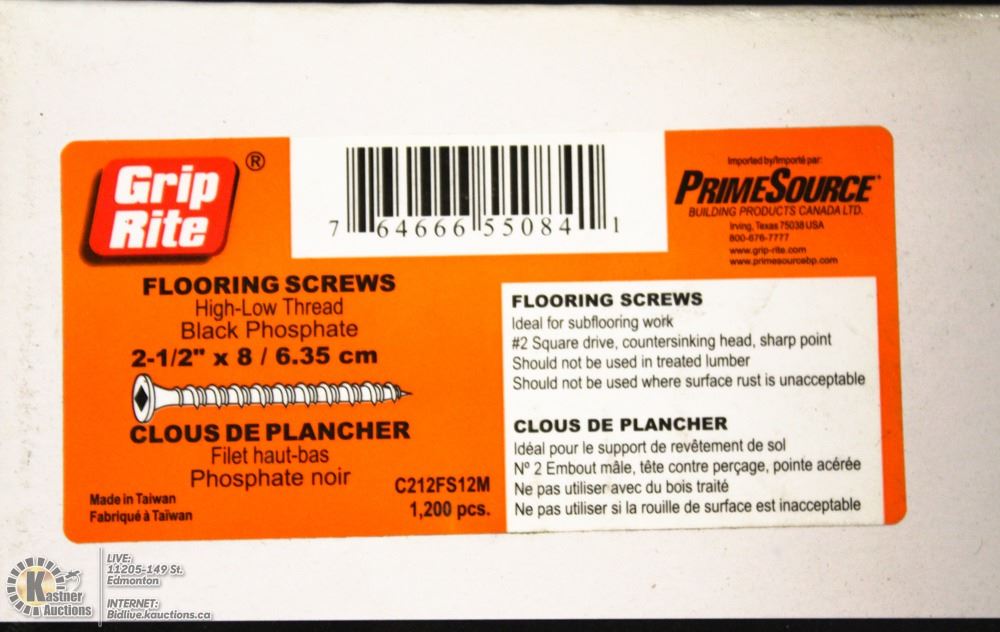 Grip
Rite®
7 64666 55084 1
Imported by/Importé par:
PRIMESOURCE
BUILDING PRODUCTS CANADA LTD.
Irving, Texas 75038 USA
800-676-7777
www.grip-rite.com
www.primesourcebp.com
FLOORING SCREWS
High-Low Thread
Black Phosphate
2-1/2" x 8 / 6.35 cm
CLOUS DE PLANCHER
Filet haut-bas
Phosphate noir
Made in Taiwan
Fabriqué à Taïwan
C212FS12M
1,200 pcs.
FLOORING SCREWS
Ideal for subflooring work
#2 Square drive, countersinking head, sharp point
Should not be used in treated lumber
Should not be used where surface rust is unacceptable
CLOUS DE PLANCHER
Idéal pour le support de revêtement de sol
Nº 2 Embout mâle, tête contre perçage, pointe acérée
Ne pas utiliser avec du bois traité
Ne pas utiliser si la rouille de surface est inacceptable
Kastner
Auctions
LIVE:
11205-149 St.
Edmonton
INTERNET:
Bidlive.kauctions.ca